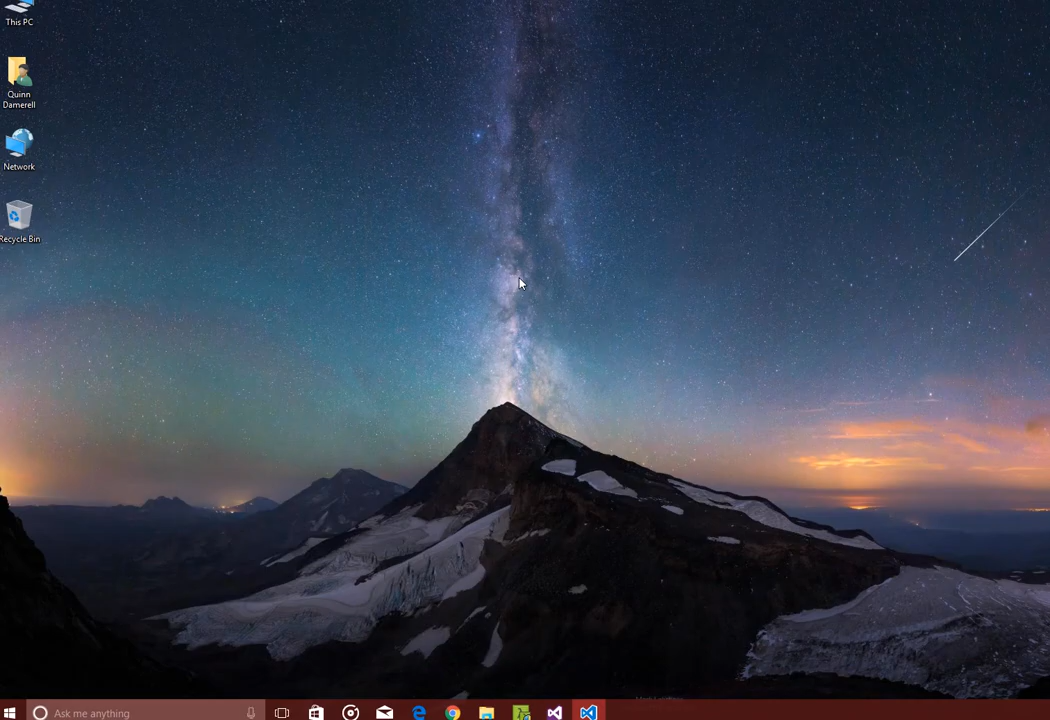 This PC
Quinn
Damerell
Network
Recycle Bin
Ask me anything